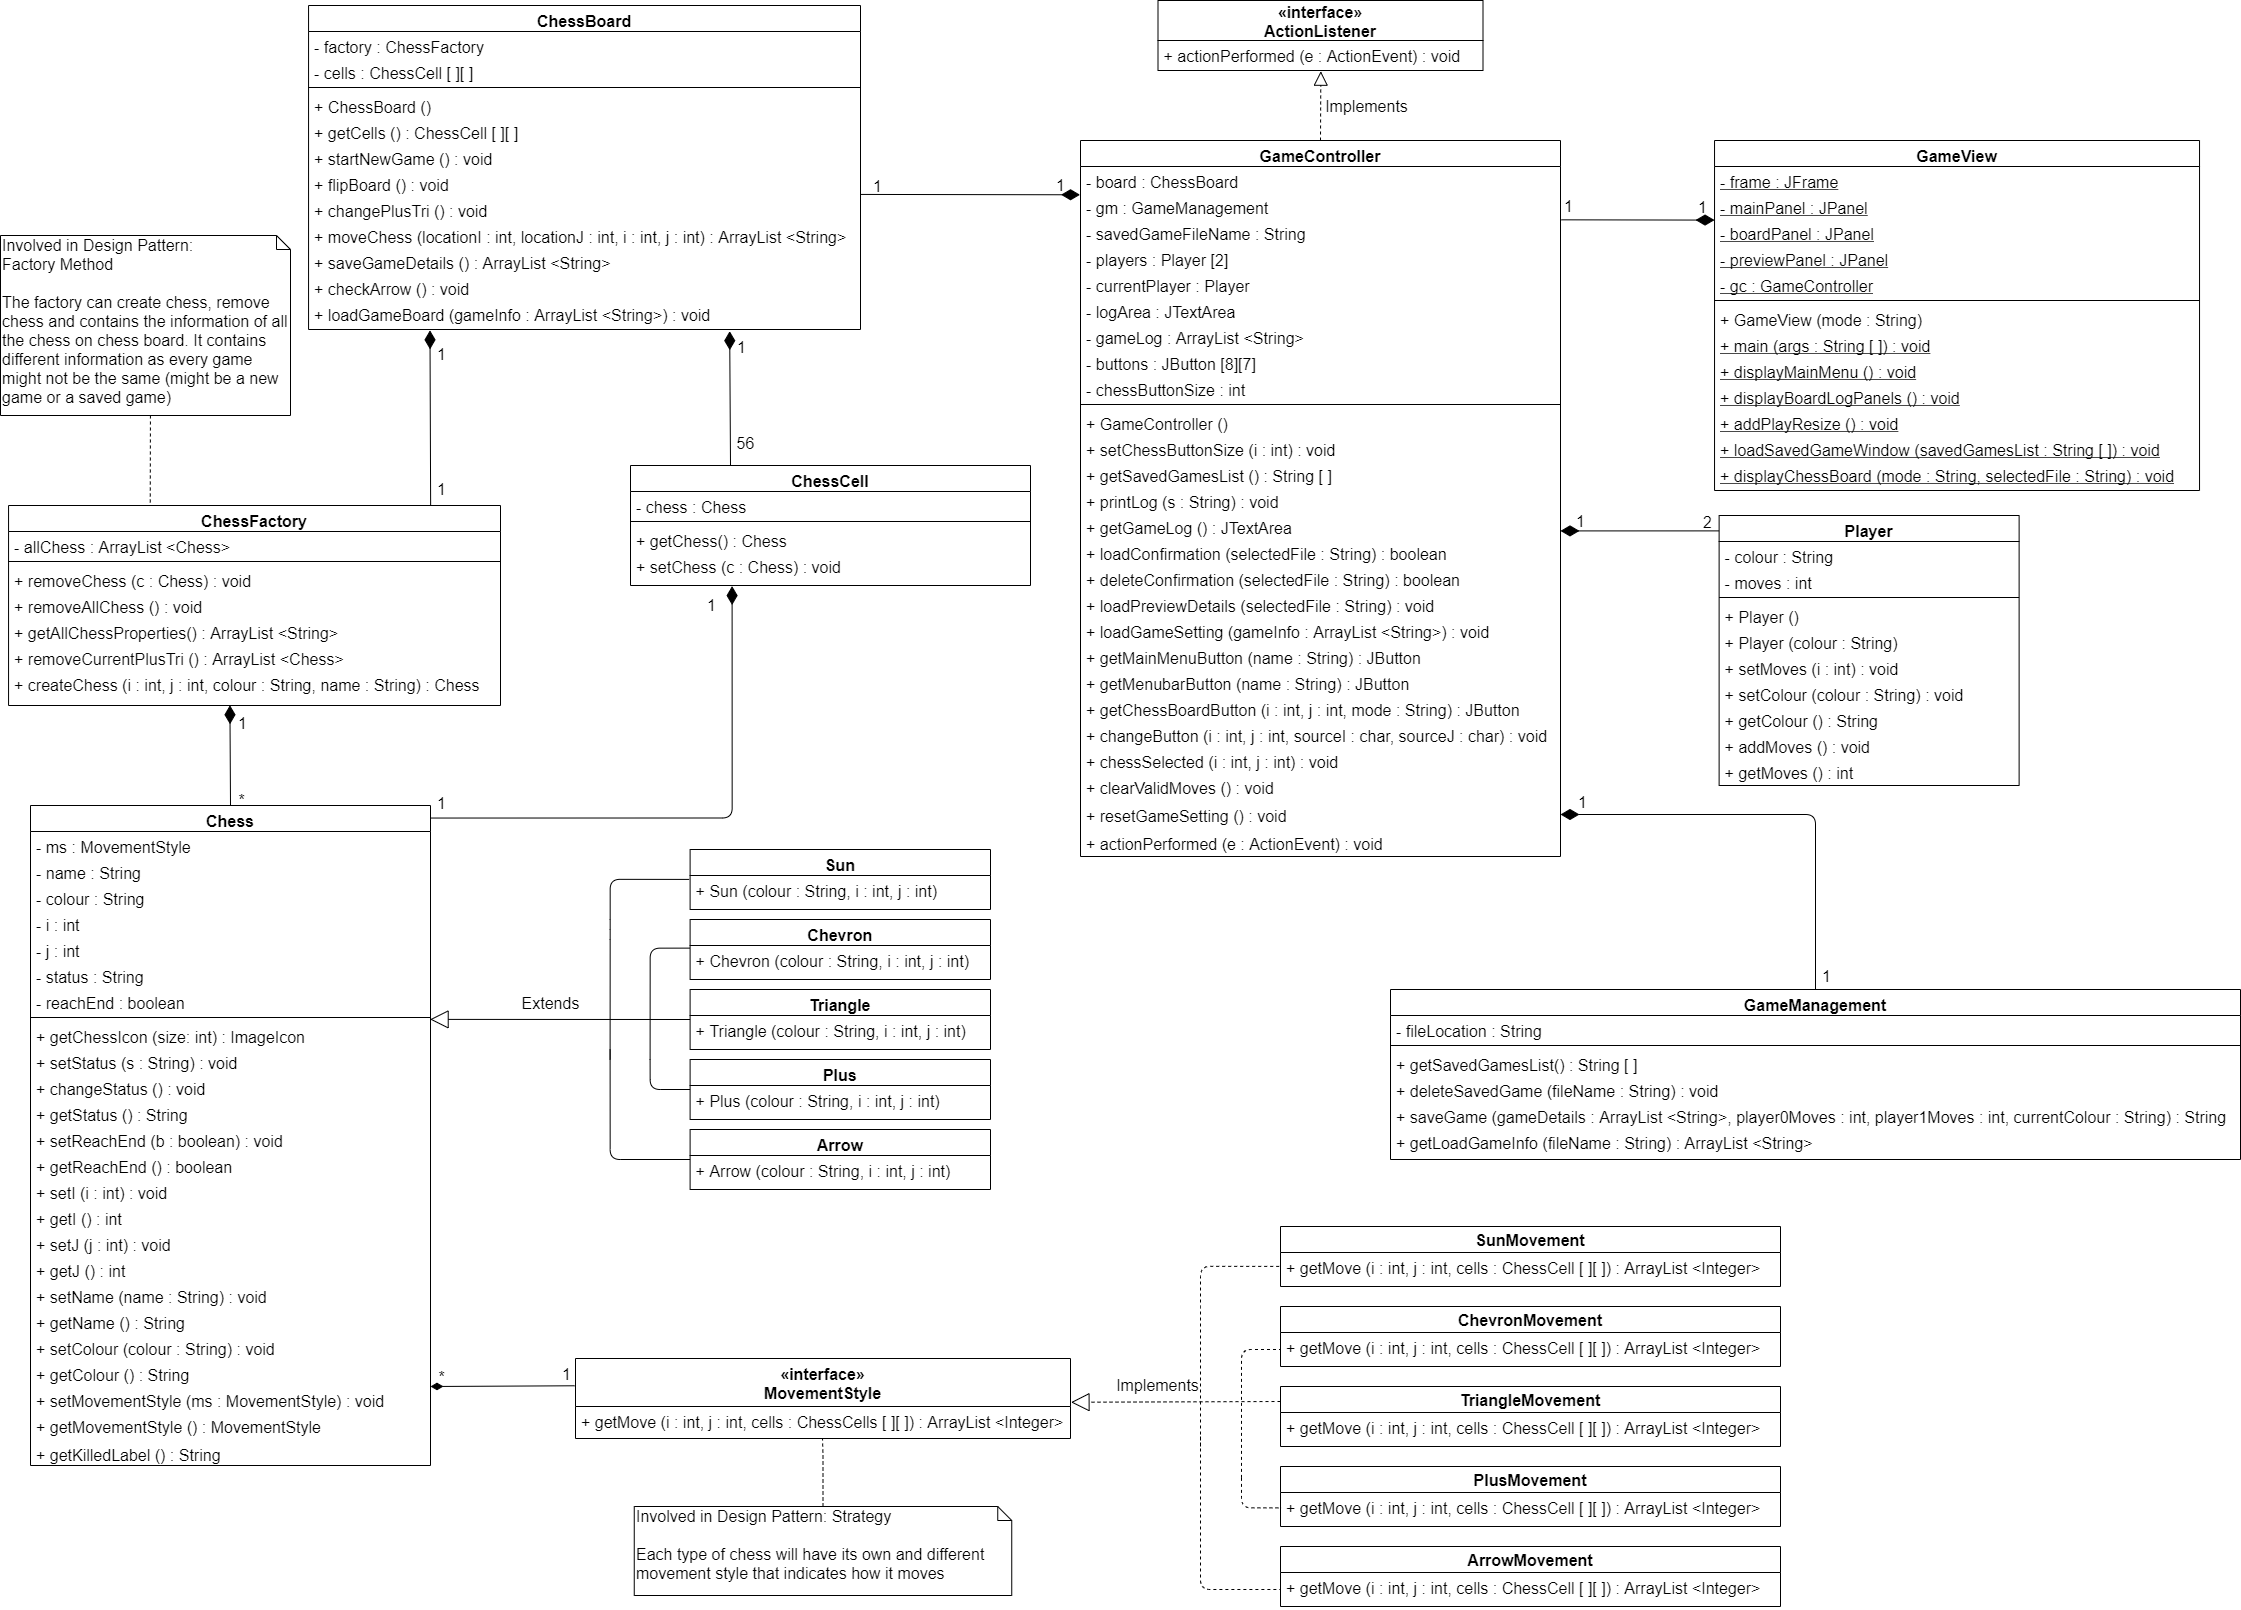 ChessBoard
- factory : ChessFactory
- cells : ChessCell [ ][ ]
+ ChessBoard ()
+ getCells () : ChessCell [ ][ ]
+ startNewGame () : void
+ flipBoard () : void
+ changePlusTri () : void
+ moveChess (locationI : int, locationJ : int, i : int, j : int) : ArrayList <String>
+ saveGameDetails () : ArrayList <String>
+ checkArrow () : void
+ loadGameBoard (gameInfo : ArrayList <String>) : void
«interface»
ActionListener
+ actionPerformed (e : ActionEvent) : void
Implements
GameController
- board : ChessBoard
- gm : GameManagement
- savedGameFileName : String
- players : Player [2]
- currentPlayer : Player
- logArea : JTextArea
- gameLog : ArrayList <String>
- buttons : JButton [8][7]
- chessButtonSize : int
+ GameController ()
+ setChessButtonSize (i : int) : void
+ getSavedGamesList () : String [ ]
+ printLog (s : String) : void
+ getGameLog () : JTextArea
+ loadConfirmation (selectedFile : String) : boolean
+ deleteConfirmation (selectedFile : String) : boolean
+ loadPreviewDetails (selectedFile : String) : void
+ loadGameSetting (gameInfo : ArrayList <String>) : void
+ getMainMenuButton (name : String) : JButton
+ getMenubarButton (name : String) : JButton
+ getChessBoardButton (i : int, j : int, mode : String) : JButton
+ changeButton (i : int, j : int, sourceI : char, sourceJ : char) : void
+ chessSelected (i : int, j : int) : void
+ clearValidMoves () : void
+ resetGameSetting () : void
+ actionPerformed (e : ActionEvent) : void
1
1
1
1
GameView
- frame : JFrame
- mainPanel : JPanel
- boardPanel : JPanel
- previewPanel : JPanel
- gc : GameController
+ GameView (mode : String)
+ main (args : String [ ]) : void
+ displayMainMenu () : void
+ displayBoardLogPanels () : void
+ addPlayResize () : void
+ loadSavedGameWindow (savedGamesList : String [ ]) : void
+ displayChessBoard (mode : String, selectedFile : String) : void
1
2
Player
- colour : String
- moves : int
+ Player ()
+ Player (colour : String)
+ setMoves (i : int) : void
+ setColour (colour : String) : void
+ getColour () : String
+ addMoves () : void
+ getMoves () : int
1
1
Involved in Design Pattern:
Factory Method
The factory can create chess, remove
chess and contains the information of all
the chess on chess board. It contains
different information as every game
might not be the same (might be a new
game or a saved game)
1
1
1
56
ChessFactory
- allChess : ArrayList <Chess>
+ removeChess (c : Chess) : void
+ removeAllChess () : void
+ getAllChessProperties() : ArrayList <String>
+ removeCurrentPlusTri () : ArrayList <Chess>
+ createChess (i : int, j : int, colour : String, name : String) : Chess
ChessCell
- chess : Chess
+ getChess() : Chess
+ setChess (c : Chess) : void
1
1
1
*
Chess
- ms : MovementStyle
- name : String
- colour : String
- i : int
- j : int
- status : String
- reachEnd : boolean
+ getChessIcon (size: int) : ImageIcon
+ setStatus (s : String) : void
+ changeStatus () : void
+ getStatus () : String
+ setReachEnd (b : boolean) : void
+ getReachEnd () : boolean
+ setI (i : int) : void
+ getI () : int
+ setJ (j : int) : void
+ getJ () : int
+ setName (name : String) : void
+ getName () : String
+ setColour (colour : String) : void
+ getColour () : String
+ setMovementStyle (ms : MovementStyle) : void
+ getMovementStyle () : MovementStyle
+ getKilledLabel () : String
Extends
Sun
+ Sun (colour : String, i : int, j : int)
Chevron
+ Chevron (colour : String, i : int, j : int)
Triangle
+ Triangle (colour : String, i : int, j : int)
Plus
+ Plus (colour : String, i : int, j : int)
Arrow
+ Arrow (colour : String, i : int, j : int)
GameManagement
- fileLocation : String
+ getSavedGamesList() : String [ ]
+ deleteSavedGame (fileName : String) : void
+ saveGame (gameDetails : ArrayList <String>, player0Moves : int, player1Moves : int, currentColour : String) : String
+ getLoadGameInfo (fileName : String) : ArrayList <String>
*
1
«interface»
MovementStyle
+ getMove (i : int, j : int, cells : ChessCells [ ][ ]) : ArrayList <Integer>
Implements
Involved in Design Pattern: Strategy
Each type of chess will have its own and different
movement style that indicates how it moves
SunMovement
+ getMove (i : int, j : int, cells : ChessCell [ ][ ]) : ArrayList <Integer>
ChevronMovement
+ getMove (i : int, j : int, cells : ChessCell [ ][ ]) : ArrayList <Integer>
TriangleMovement
+ getMove (i : int, j : int, cells : ChessCell [ ][ ]) : ArrayList <Integer>
PlusMovement
+ getMove (i : int, j : int, cells : ChessCell [ ][ ]) : ArrayList <Integer>
ArrowMovement
+ getMove (i : int, j : int, cells : ChessCell [ ][ ]) : ArrayList <Integer>